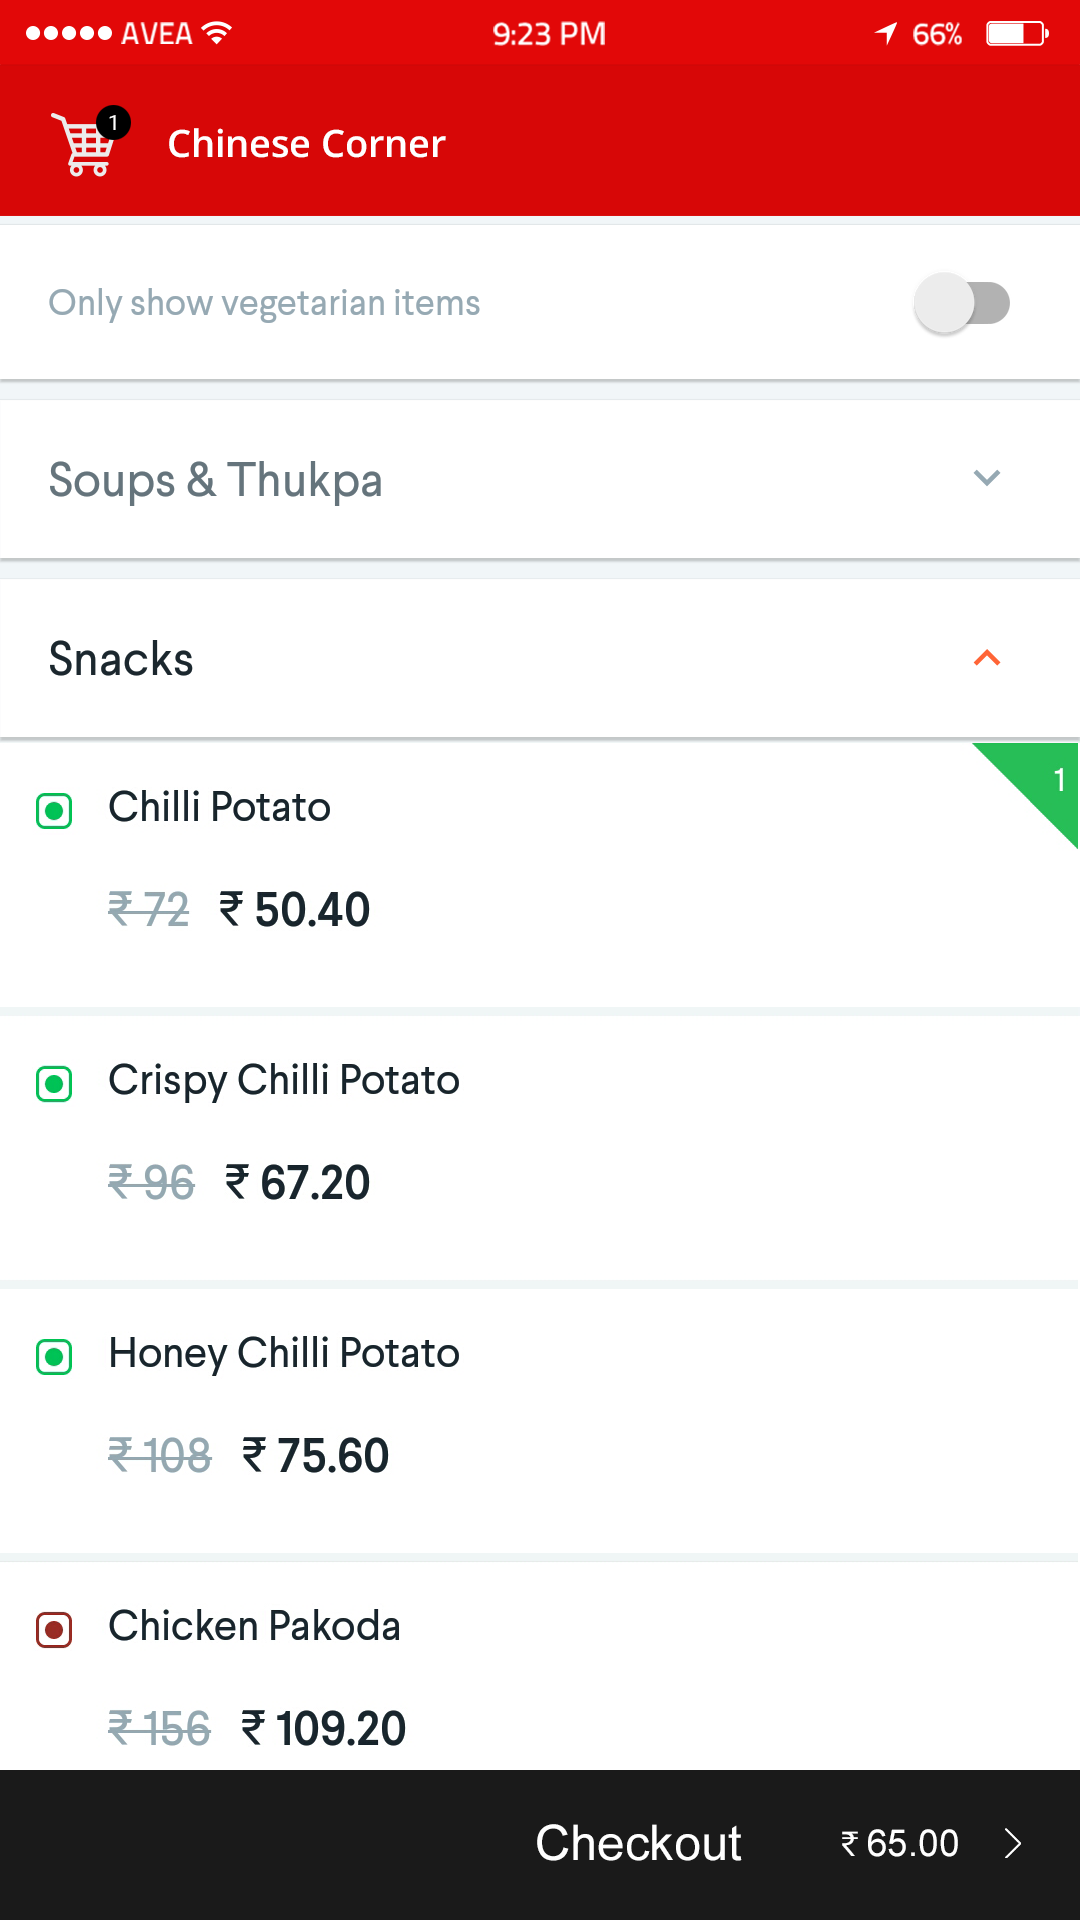 AVEA 9:23 PM 66%
1 Chinese Corner
Only show vegetarian items
Soups & Thukpa
Snacks
1
Chilli Potato
₹ 72 ₹ 50.40
Crispy Chilli Potato
₹ 96 ₹ 67.20
Honey Chilli Potato
₹ 108 ₹ 75.60
Chicken Pakoda
₹ 156 ₹ 109.20
Checkout ₹ 65.00